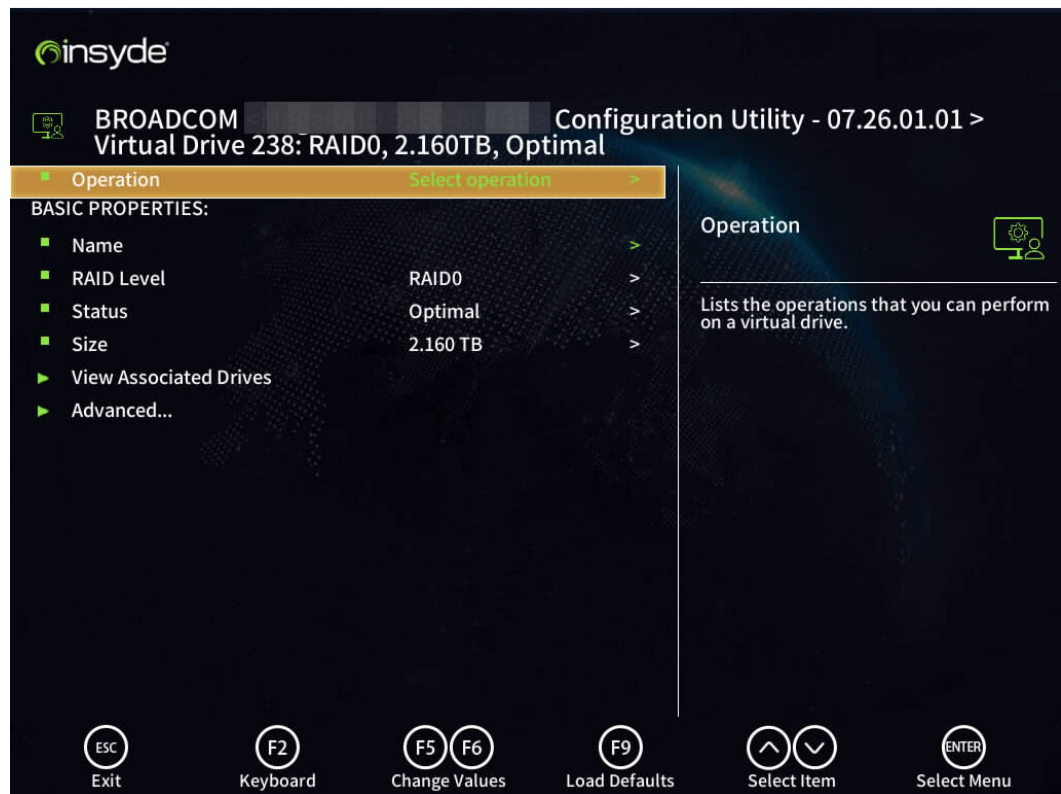 insyde
BROADCOM Configuration Utility - 07.26.01.01 >
Virtual Drive 238: RAID0, 2.160TB, Optimal
Operation Select operation >
BASIC PROPERTIES:
Name >
RAID Level RAID0 >
Status Optimal >
Size 2.160 TB >
View Associated Drives
Advanced...
Operation
Lists the operations that you can perform
on a virtual drive.
ESC F2 F5 F6 F9 ENTER
Exit Keyboard Change Values Load Defaults Select Item Select Menu